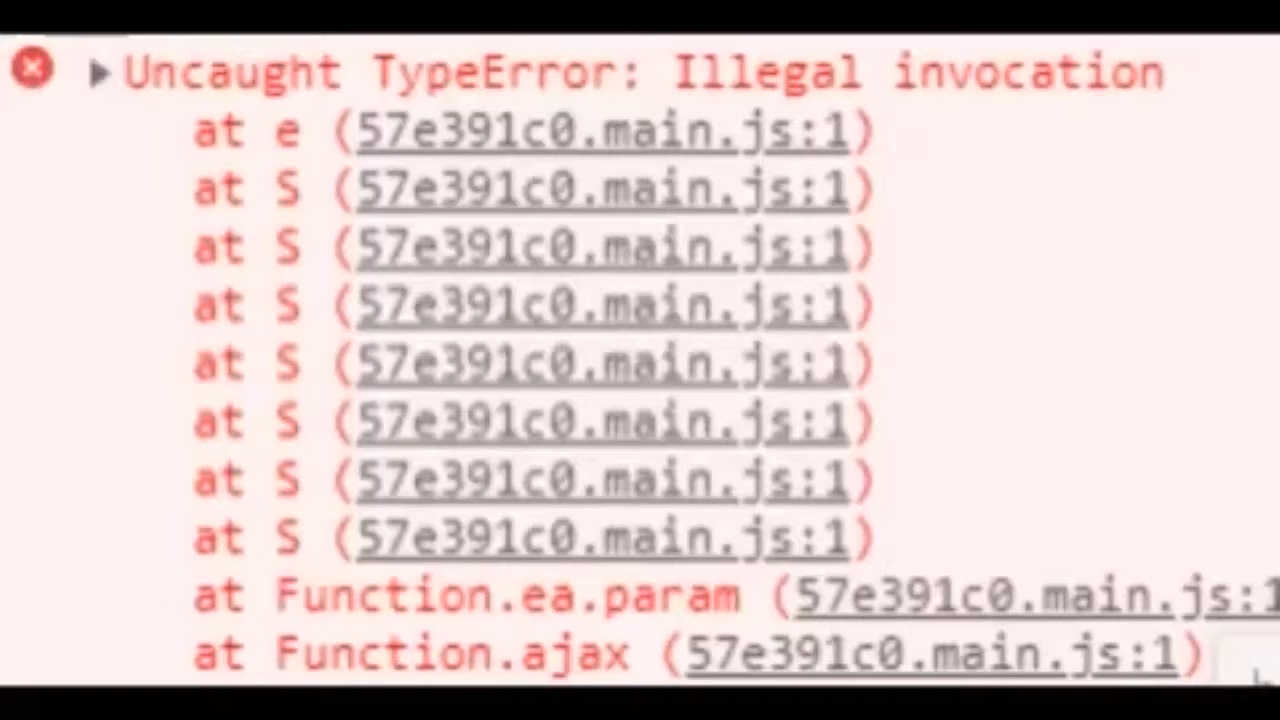 Uncaught TypeError: Illegal invocation
at e (57e391c0.main.js:1)
at S (57e391c0.main.js:1)
at S (57e391c0.main.js:1)
at S (57e391c0.main.js:1)
at S (57e391c0.main.js:1)
at S (57e391c0.main.js:1)
at S (57e391c0.main.js:1)
at S (57e391c0.main.js:1)
at Function.ea.param (57e391c0.main.js:1
at Function.ajax (57e391c0.main.js:1)